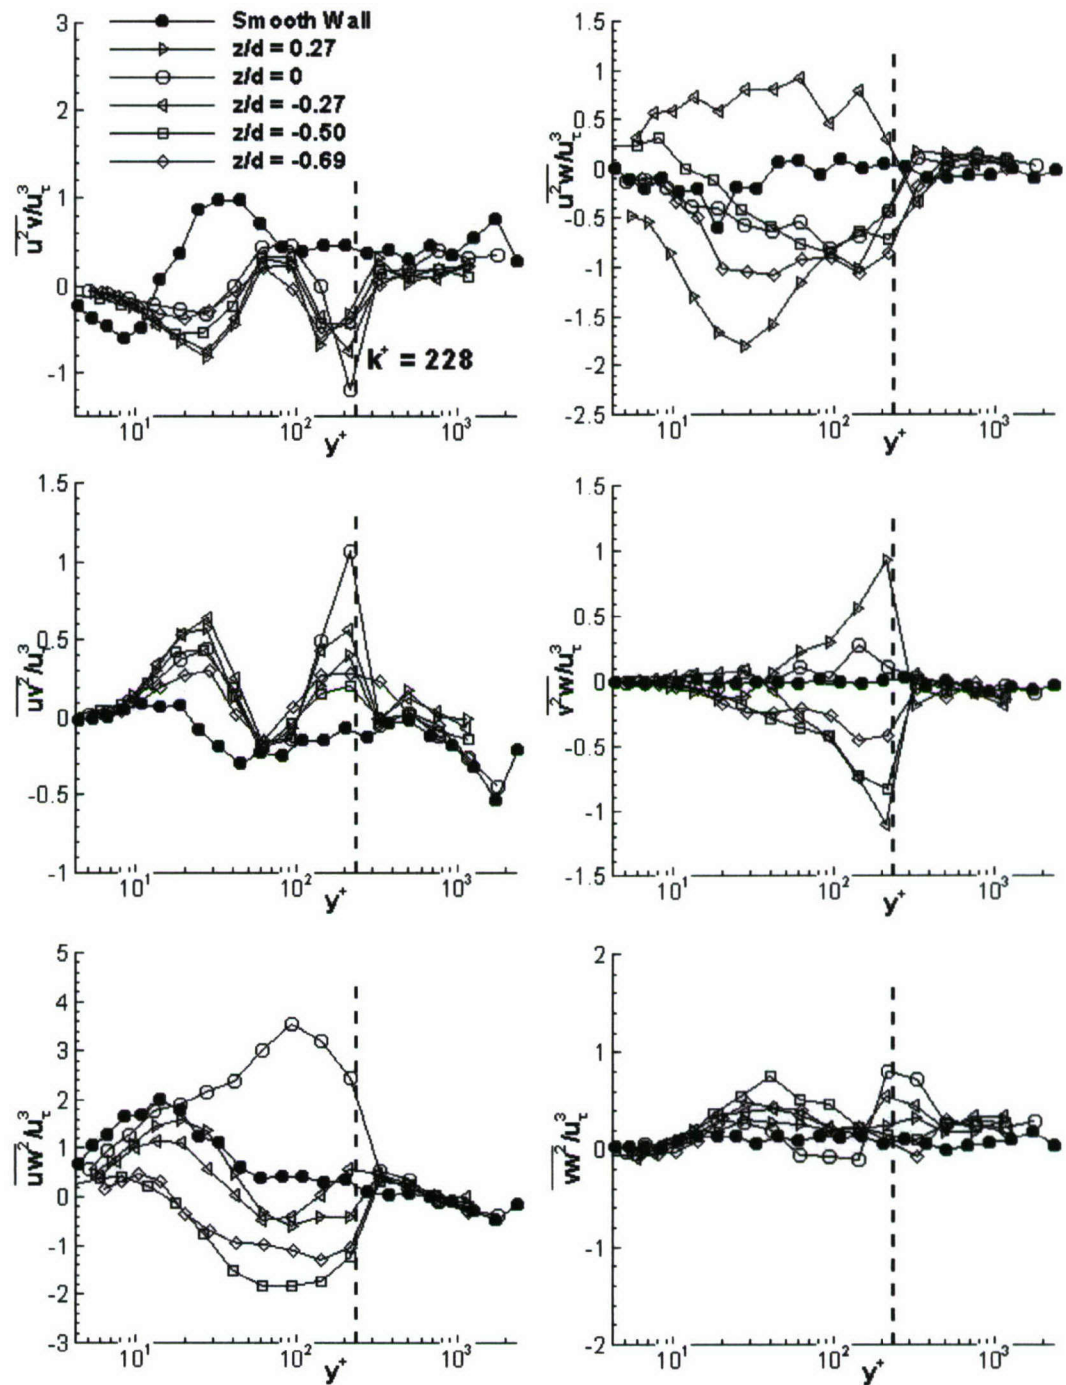 3
2
1
0
-1
Smooth Wall
z/d = 0.27
z/d = 0
z/d = -0.27
z/d = -0.50
z/d = -0.69
u²v/uτ³
k⁺ = 228
10¹ 10² 10³
y⁺
1.5
1
0.5
0
-0.5
-1
-1.5
-2
-2.5
u²w/uτ³
10¹ 10² 10³
y⁺
1.5
1
0.5
0
-0.5
-1
uv²/uτ³
10¹ 10² 10³
y⁺
1.5
1
0.5
0
-0.5
-1
-1.5
v²w/uτ³
10¹ 10² 10³
y⁺
5
4
3
2
1
0
-1
-2
-3
uw²/uτ³
10¹ 10² 10³
y⁺
2
1
0
-1
-2
vw²/uτ³
10¹ 10² 10³
y⁺